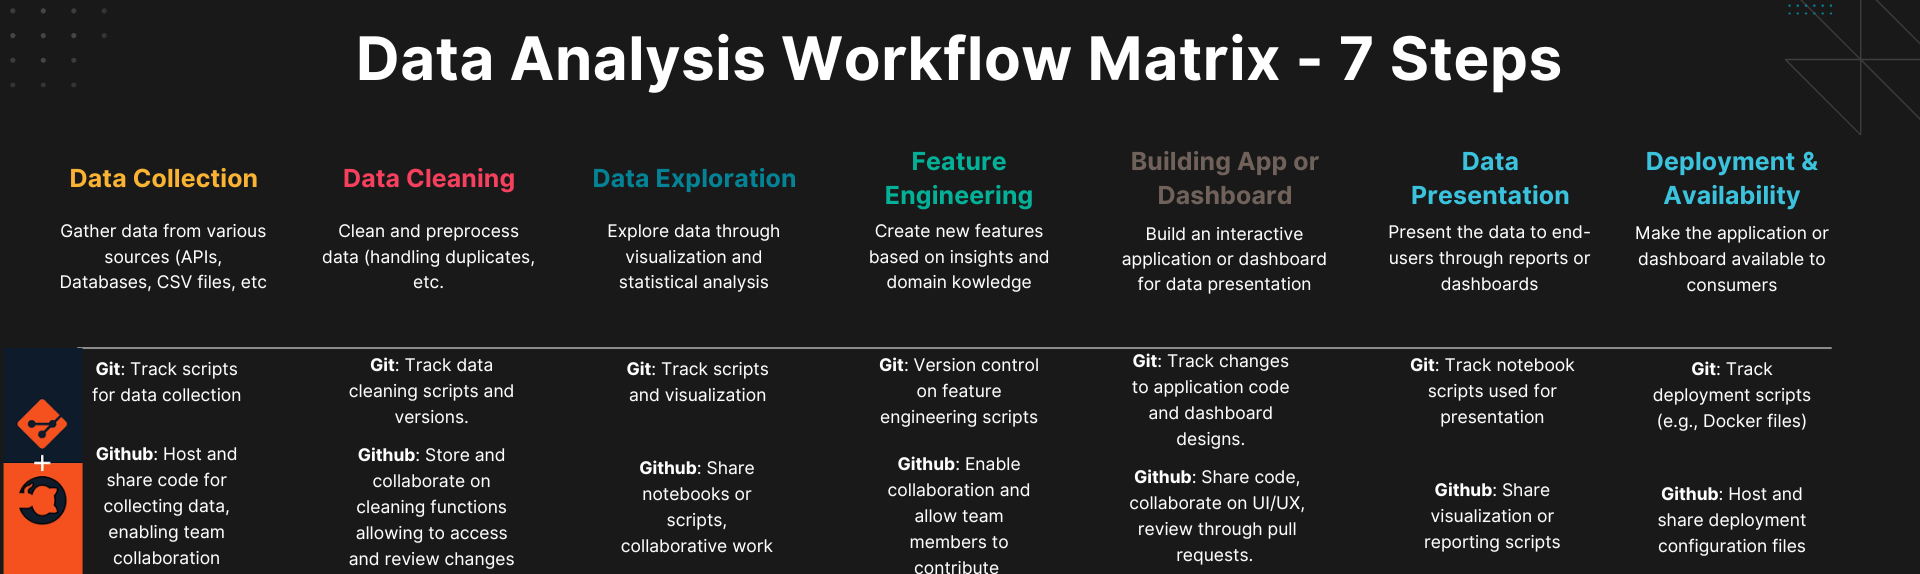 Data Analysis Workflow Matrix - 7 Steps
Data Collection
Gather data from various
sources (APIs,
Databases, CSV files, etc
Data Cleaning
Clean and preprocess
data (handling duplicates,
etc.
Data Exploration
Explore data through
visualization and
statistical analysis
Feature
Engineering
Create new features
based on insights and
domain kowledge
Building App or
Dashboard
Build an interactive
application or dashboard
for data presentation
Data
Presentation
Present the data to end-
users through reports or
dashboards
Deployment &
Availability
Make the application or
dashboard available to
consumers
+
Git: Track scripts
for data collection
Github: Host and
share code for
collecting data,
enabling team
collaboration
Git: Track data
cleaning scripts and
versions.
Github: Store and
collaborate on
cleaning functions
allowing to access
and review changes
Git: Track scripts
and visualization
Github: Share
notebooks or
scripts,
collaborative work
Git: Version control
on feature
engineering scripts
Github: Enable
collaboration and
allow team
members to
contribute
Git: Track changes
to application code
and dashboard
designs.
Github: Share code,
collaborate on UI/UX,
review through pull
requests.
Git: Track notebook
scripts used for
presentation
Github: Share
visualization or
reporting scripts
Git: Track
deployment scripts
(e.g., Docker files)
Github: Host and
share deployment
configuration files